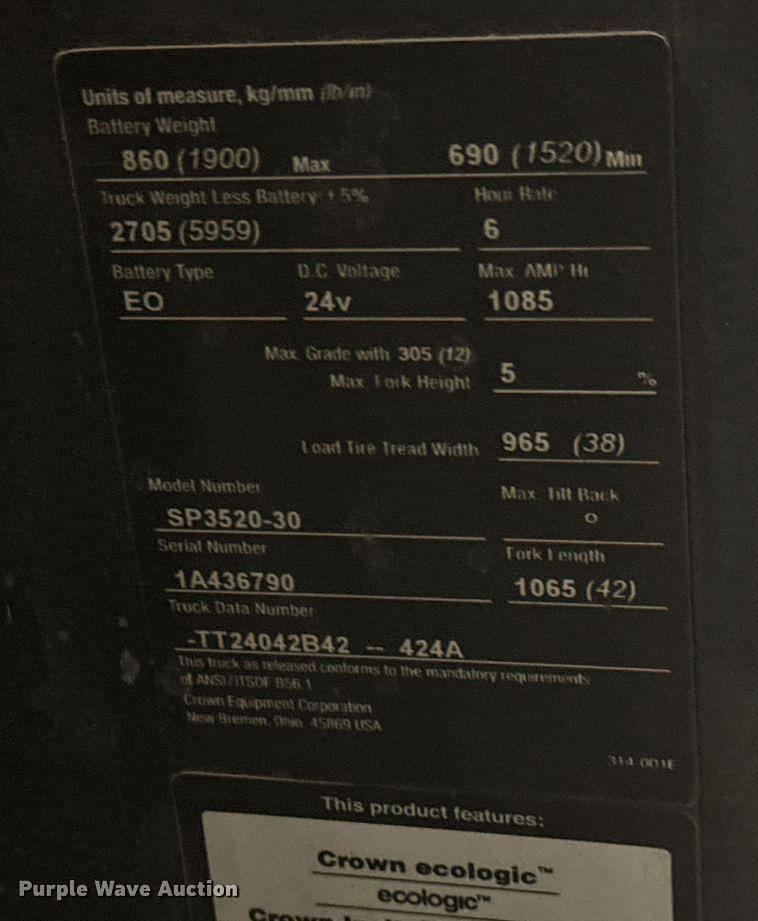 Units of measure, kg/mm (lb/in)
Battery Weight
860 (1900) Max 690 (1520) Min
Truck Weight Less Battery ± 5% Hour Rate
2705 (5959) 6
Battery Type D.C. Voltage Max AMP Hr
EO 24v 1085
Max Grade with 305 (12)
Max Fork Height 5 %
Load Tire Tread Width 965 (38)
Model Number Max. Tilt Back
SP3520-30 °
Serial Number Fork Length
1A436790 1065 (42)
Truck Data Number
-TT24042B42 -- 424A
This truck as released conforms to the mandatory requirements
of ANSI/ITSDF B56.1
Crown Equipment Corporation
New Bremen, Ohio 45869 USA
314-001E
This product features:
Crown ecologic™
ecologic™
Purple Wave Auction